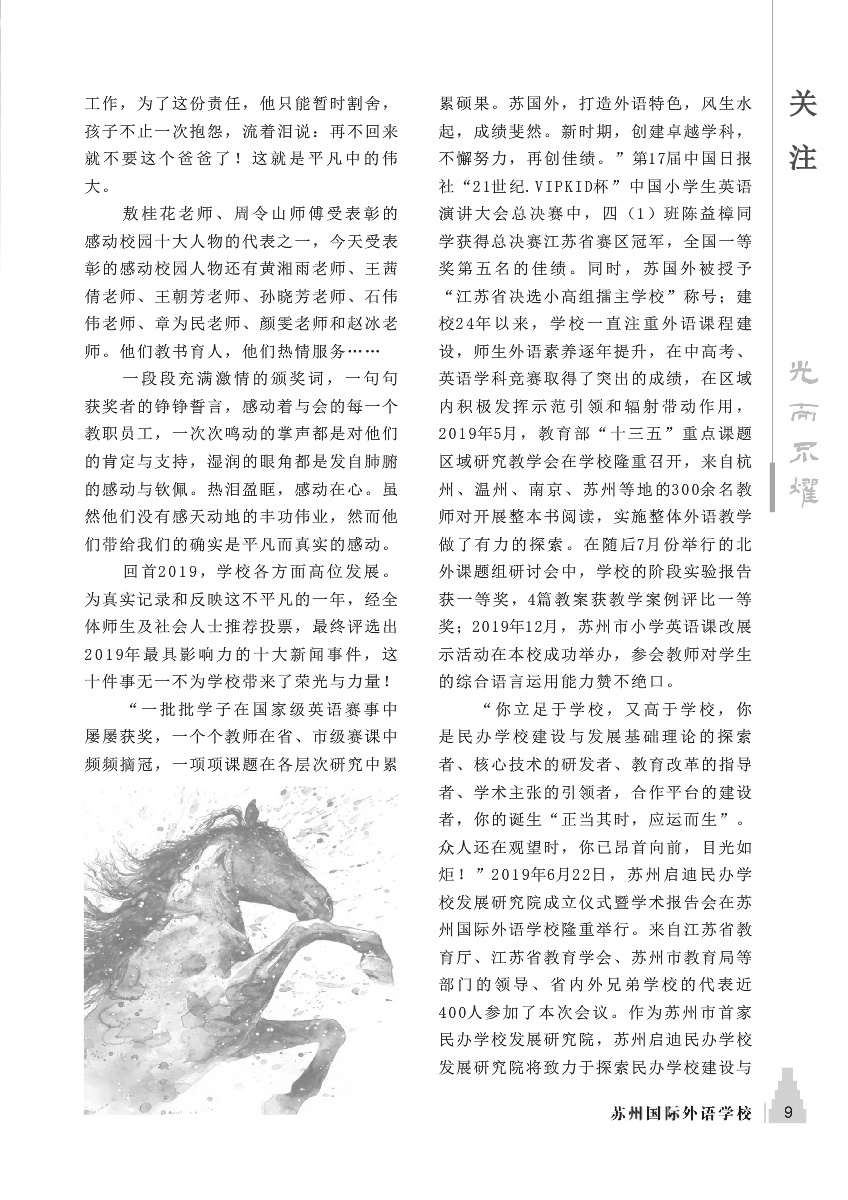 工作，为了这份责任，他只能暂时割舍，
孩子不止一次抱怨，流着泪说：再不回来
就不要这个爸爸了！这就是平凡中的伟
大。
敖桂花老师、周令山师傅受表彰的
感动校园十大人物的代表之一，今天受表
彰的感动校园人物还有黄湘雨老师、王茜
倩老师、王朝芳老师、孙晓芳老师、石伟
伟老师、章为民老师、颜雯老师和赵冰老
师。他们教书育人，他们热情服务……
一段段充满激情的颁奖词，一句句
获奖者的铮铮誓言，感动着与会的每一个
教职员工，一次次鸣动的掌声都是对他们
的肯定与支持，湿润的眼角都是发自肺腑
的感动与钦佩。热泪盈眶，感动在心。虽
然他们没有感天动地的丰功伟业，然而他
们带给我们的确实是平凡而真实的感动。
回首2019，学校各方面高位发展。
为真实记录和反映这不平凡的一年，经全
体师生及社会人士推荐投票，最终评选出
2019年最具影响力的十大新闻事件，这
十件事无一不为学校带来了荣光与力量！
“一批批学子在国家级英语赛事中
屡屡获奖，一个个教师在省、市级赛课中
频频摘冠，一项项课题在各层次研究中累
累硕果。苏国外，打造外语特色，风生水
起，成绩斐然。新时期，创建卓越学科，
不懈努力，再创佳绩。”第17届中国日报
社“21世纪.VIPKID杯”中国小学生英语
演讲大会总决赛中，四（1）班陈益樟同
学获得总决赛江苏省赛区冠军，全国一等
奖第五名的佳绩。同时，苏国外被授予
“江苏省决选小高组擂主学校”称号；建
校24年以来，学校一直注重外语课程建
设，师生外语素养逐年提升，在中高考、
英语学科竞赛取得了突出的成绩，在区域
内积极发挥示范引领和辐射带动作用，
2019年5月，教育部“十三五”重点课题
区域研究教学会在学校隆重召开，来自杭
州、温州、南京、苏州等地的300余名教
师对开展整本书阅读，实施整体外语教学
做了有力的探索。在随后7月份举行的北
外课题组研讨会中，学校的阶段实验报告
获一等奖，4篇教案获教学案例评比一等
奖；2019年12月，苏州市小学英语课改展
示活动在本校成功举办，参会教师对学生
的综合语言运用能力赞不绝口。
“你立足于学校，又高于学校，你
是民办学校建设与发展基础理论的探索
者、核心技术的研发者、教育改革的指导
者、学术主张的引领者，合作平台的建设
者，你的诞生“正当其时，应运而生”。
众人还在观望时，你已昂首向前，目光如
炬！”2019年6月22日，苏州启迪民办学
校发展研究院成立仪式暨学术报告会在苏
州国际外语学校隆重举行。来自江苏省教
育厅、江苏省教育学会、苏州市教育局等
部门的领导、省内外兄弟学校的代表近
400人参加了本次会议。作为苏州市首家
民办学校发展研究院，苏州启迪民办学校
发展研究院将致力于探索民办学校建设与
关注
光而不耀
苏州国际外语学校
9